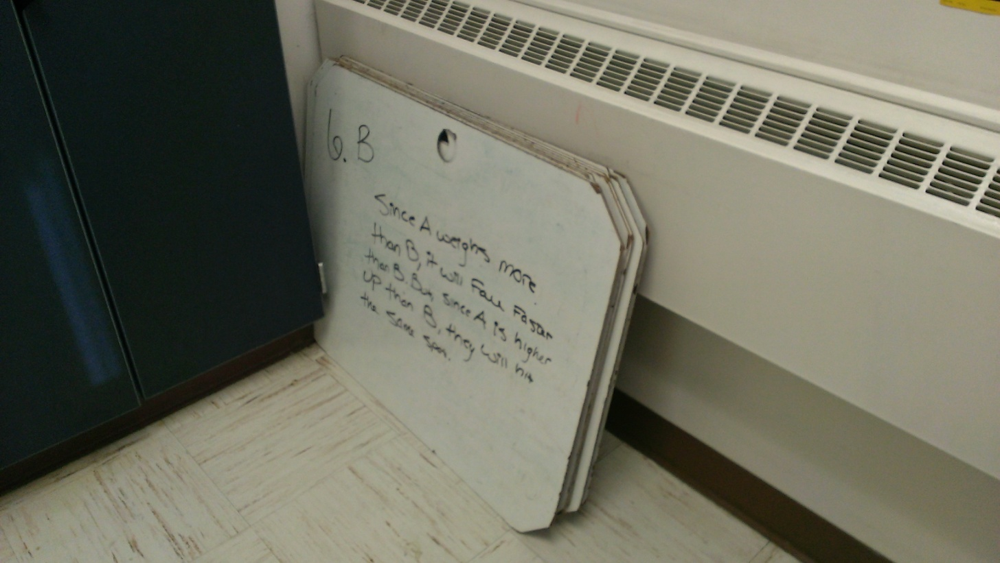 6. B
Since A weighs more
than B, it will Fall Faster
than B. But, since A is higher
up than B, they will hit
the same spot.